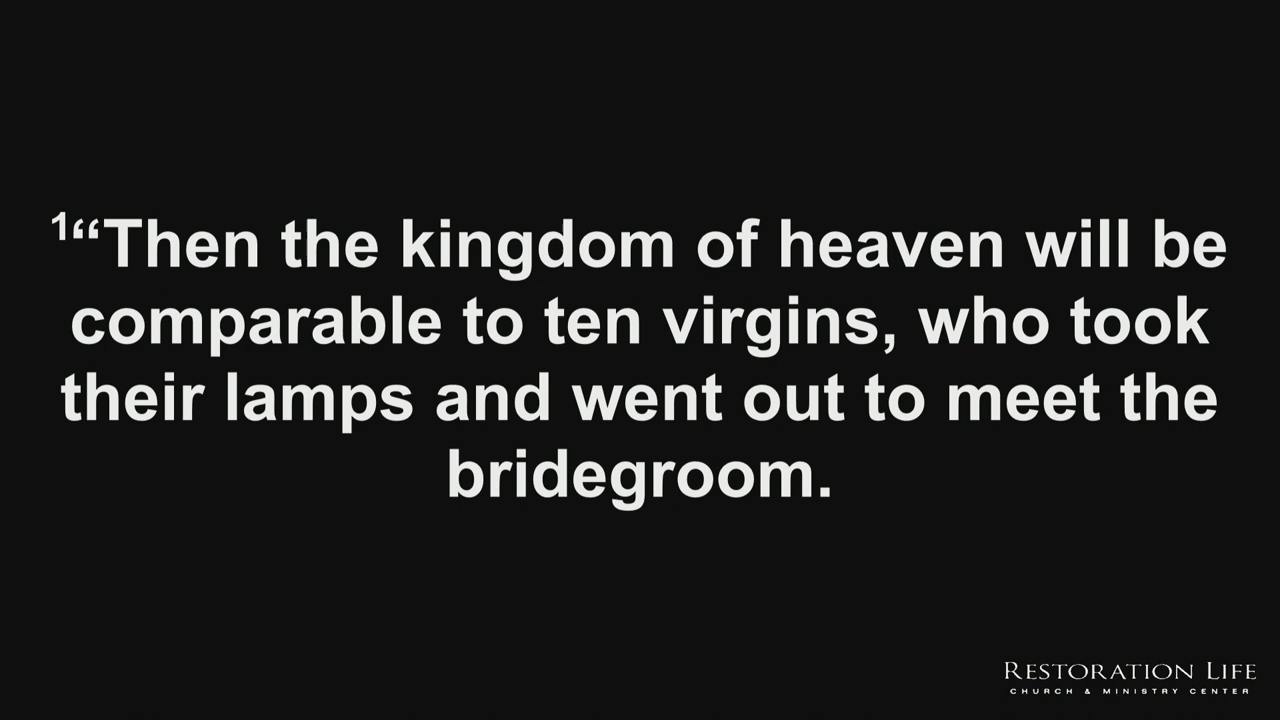 1“Then the kingdom of heaven will be
comparable to ten virgins, who took
their lamps and went out to meet the
bridegroom.
RESTORATION LIFE
CHURCH & MINISTRY CENTER